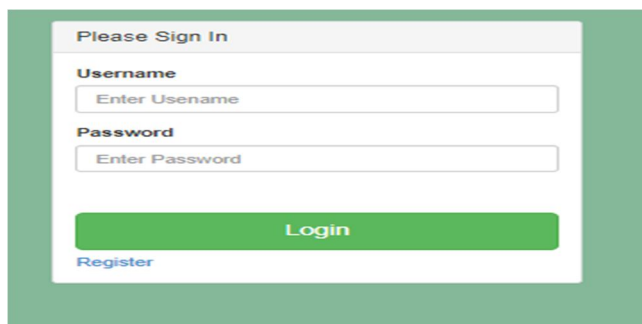 Please Sign In
Username
Enter Usename
Password
Enter Password
Login
Register